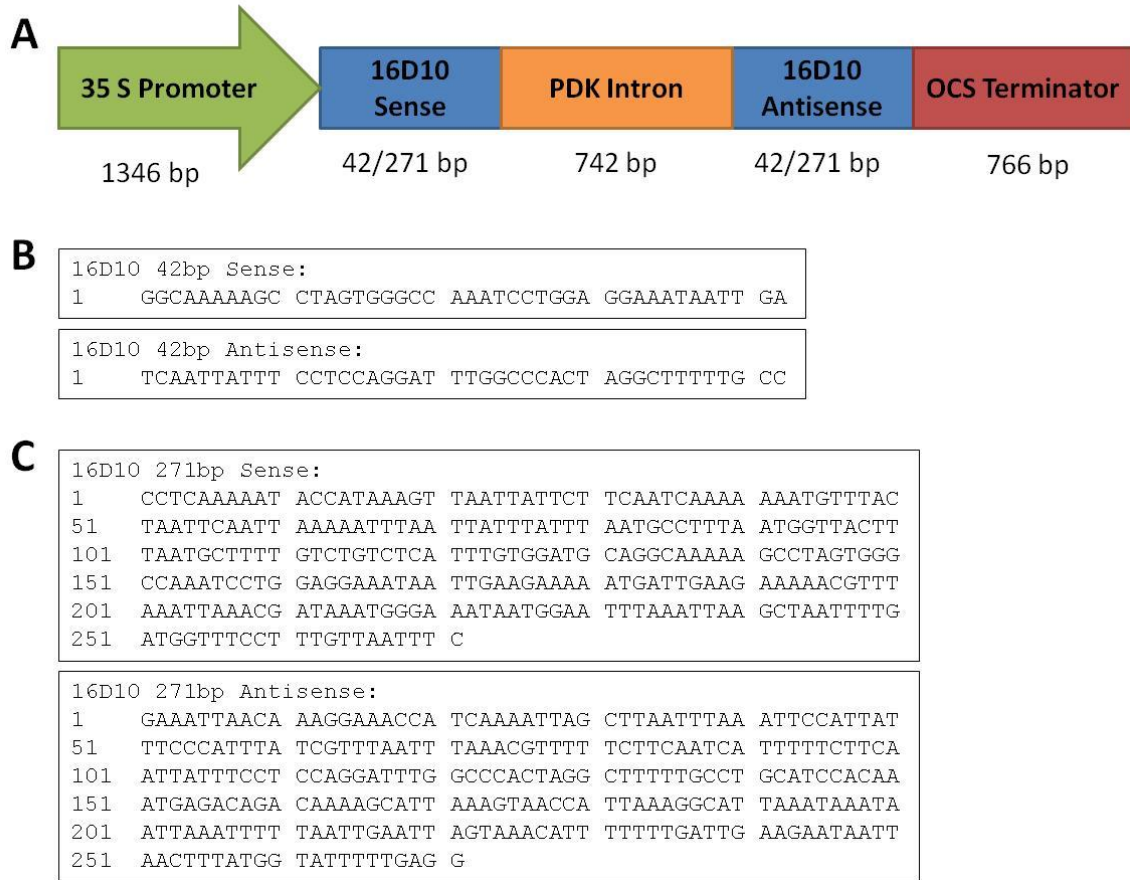 A
35 S Promoter
16D10 Sense
PDK Intron
16D10 Antisense
OCS Terminator
1346 bp
42/271 bp
742 bp
42/271 bp
766 bp
B
16D10 42bp Sense:
1 GGCAAAAAGC CTAGTGGGCC AAATCCTGGA GGAAATAATT GA
16D10 42bp Antisense:
1 TCAATTATTT CCTCCAGGAT TTGGCCCACT AGGCTTTTTG CC
C
16D10 271bp Sense:
1 CCTCAAAAAT ACCATAAAGT TAATTATTCT TCAATCAAAA AAATGTTTAC
51 TAATTCAATT AAAAATTTAA TTATTTATTT AATGCCTTTA ATGGTTACTT
101 TAATGCTTTT GTCTGTCTCA TTTGTGGATG CAGGCAAAAA GCCTAGTGGG
151 CCAAATCCTG GAGGAAATAA TTGAAGAAAA ATGATTGAAG AAAAACGTTT
201 AAATTAAACG ATAAATGGGA AATAATGGAA TTTAAATTAA GCTAATTTTG
251 ATGGTTTCCT TTGTTAATTT C
16D10 271bp Antisense:
1 GAAATTAACA AAGGAAACCA TCAAAATTAG CTTAATTTAA ATTCCATTAT
51 TTCCCATTTA TCGTTTAATT TAAACGTTTT TCTTCAATCA TTTTTCTTCA
101 ATTATTTCCT CCAGGATTTG GCCCACTAGG CTTTTTGCCT GCATCCACAA
151 ATGAGACAGA CAAAAGCATT AAAGTAACCA TTAAAGGCAT TAAATAAATA
201 ATTAAATTTT TAATTGAATT AGTAAACATT TTTTTGATTG AAGAATAATT
251 AACTTTATGG TATTTTTGAG G